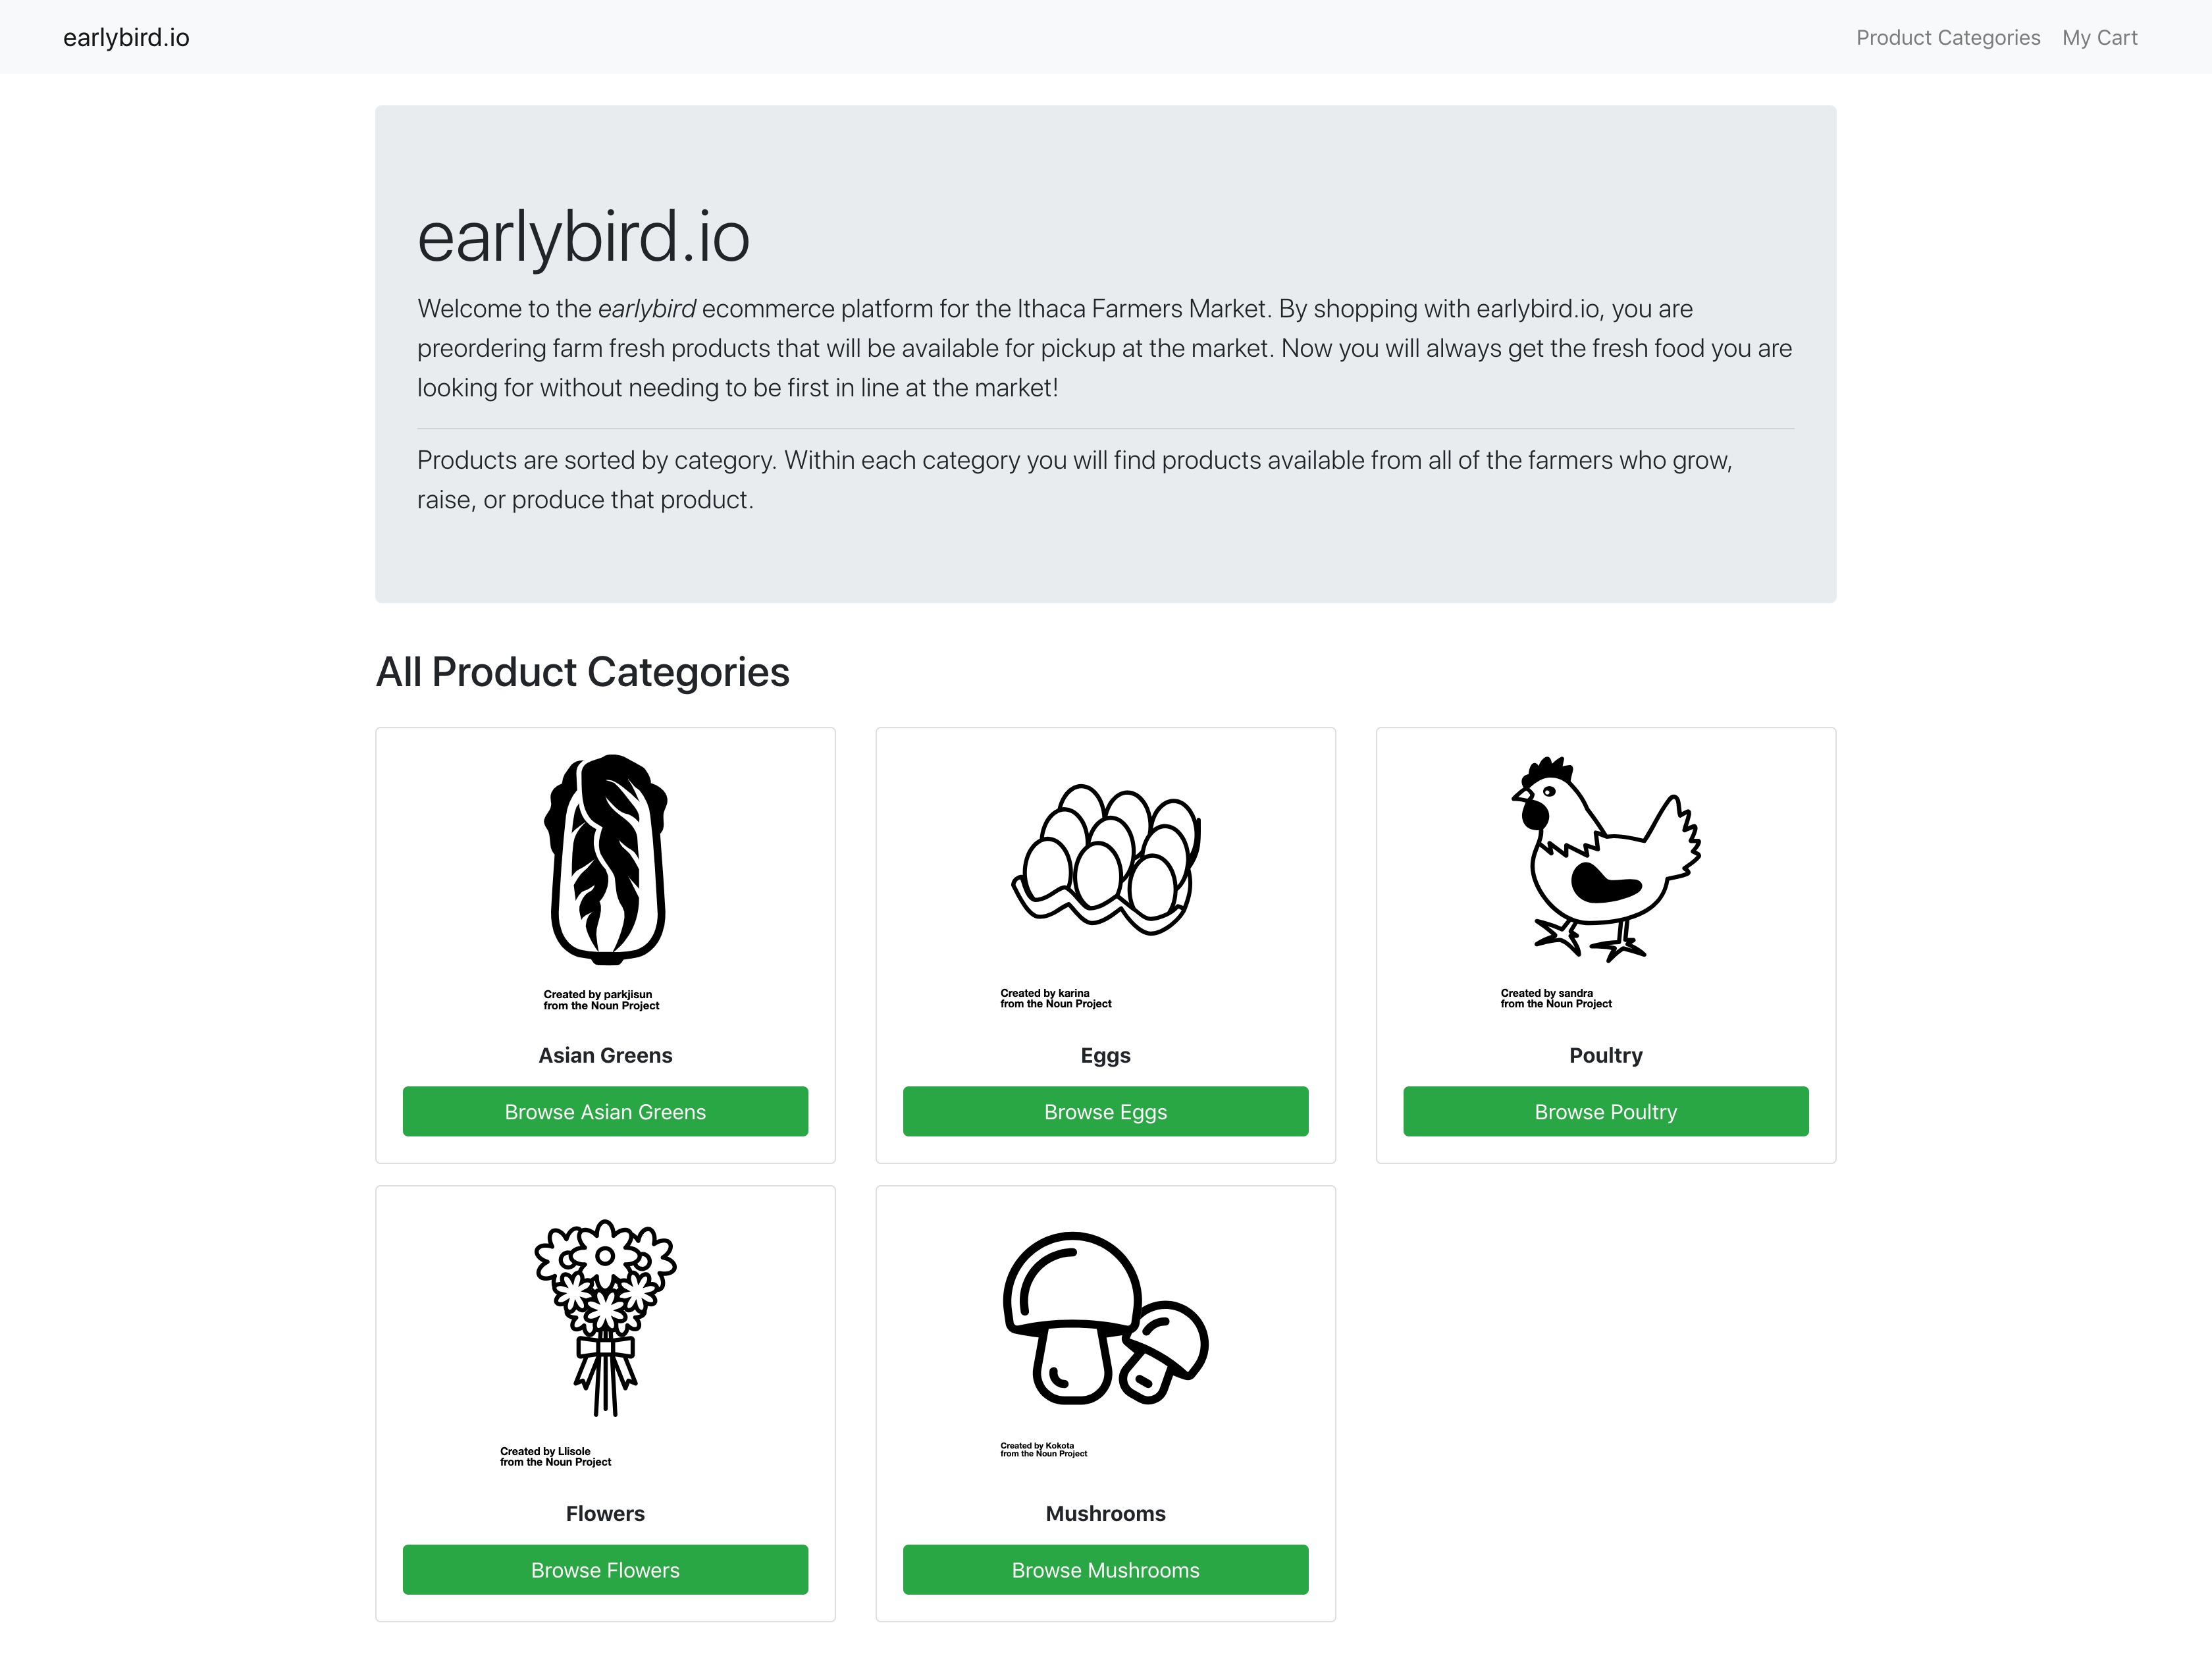 earlybird.io
Product Categories
My Cart
earlybird.io
Welcome to the earlybird ecommerce platform for the Ithaca Farmers Market. By shopping with earlybird.io, you are
preordering farm fresh products that will be available for pickup at the market. Now you will always get the fresh food you are
looking for without needing to be first in line at the market!
Products are sorted by category. Within each category you will find products available from all of the farmers who grow,
raise, or produce that product.
All Product Categories
Created by parkjisun
from the Noun Project
Asian Greens
Browse Asian Greens
Created by karina
from the Noun Project
Eggs
Browse Eggs
Created by sandra
from the Noun Project
Poultry
Browse Poultry
Created by Llisole
from the Noun Project
Flowers
Browse Flowers
Created by Kokota
from the Noun Project
Mushrooms
Browse Mushrooms